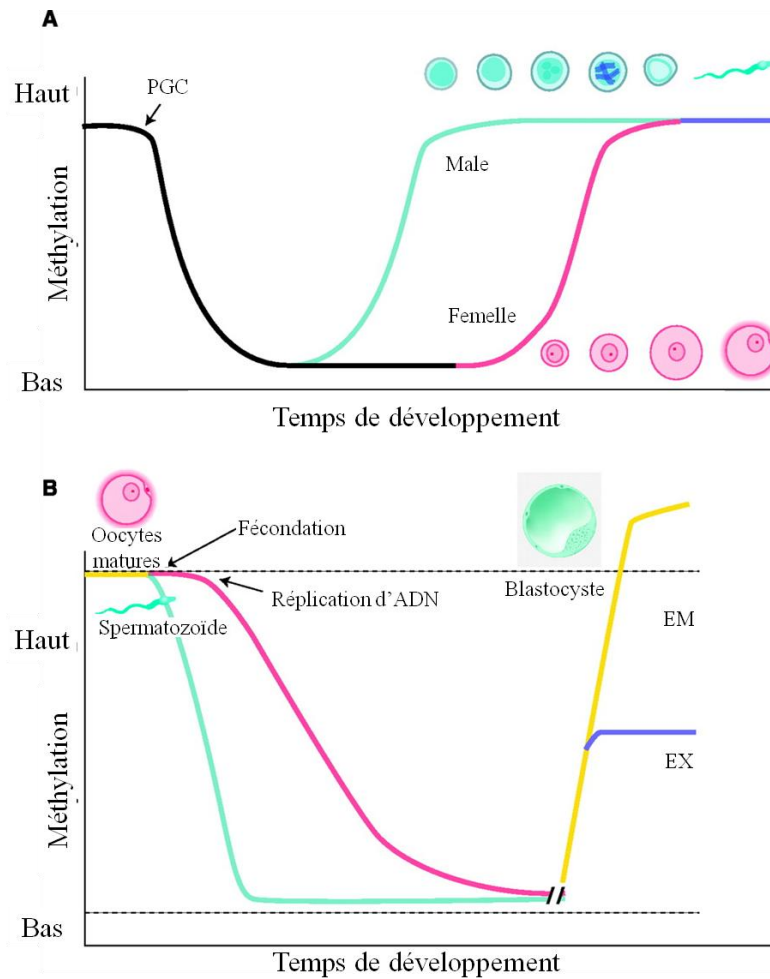 A
Haut
PGC
Male
Méthylation
Femelle
Bas
Temps de développement
B
Oocytes
matures
Fécondation
Réplication d’ADN
Blastocyste
Spermatozoïde
Haut
EM
EX
Méthylation
Bas
Temps de développement